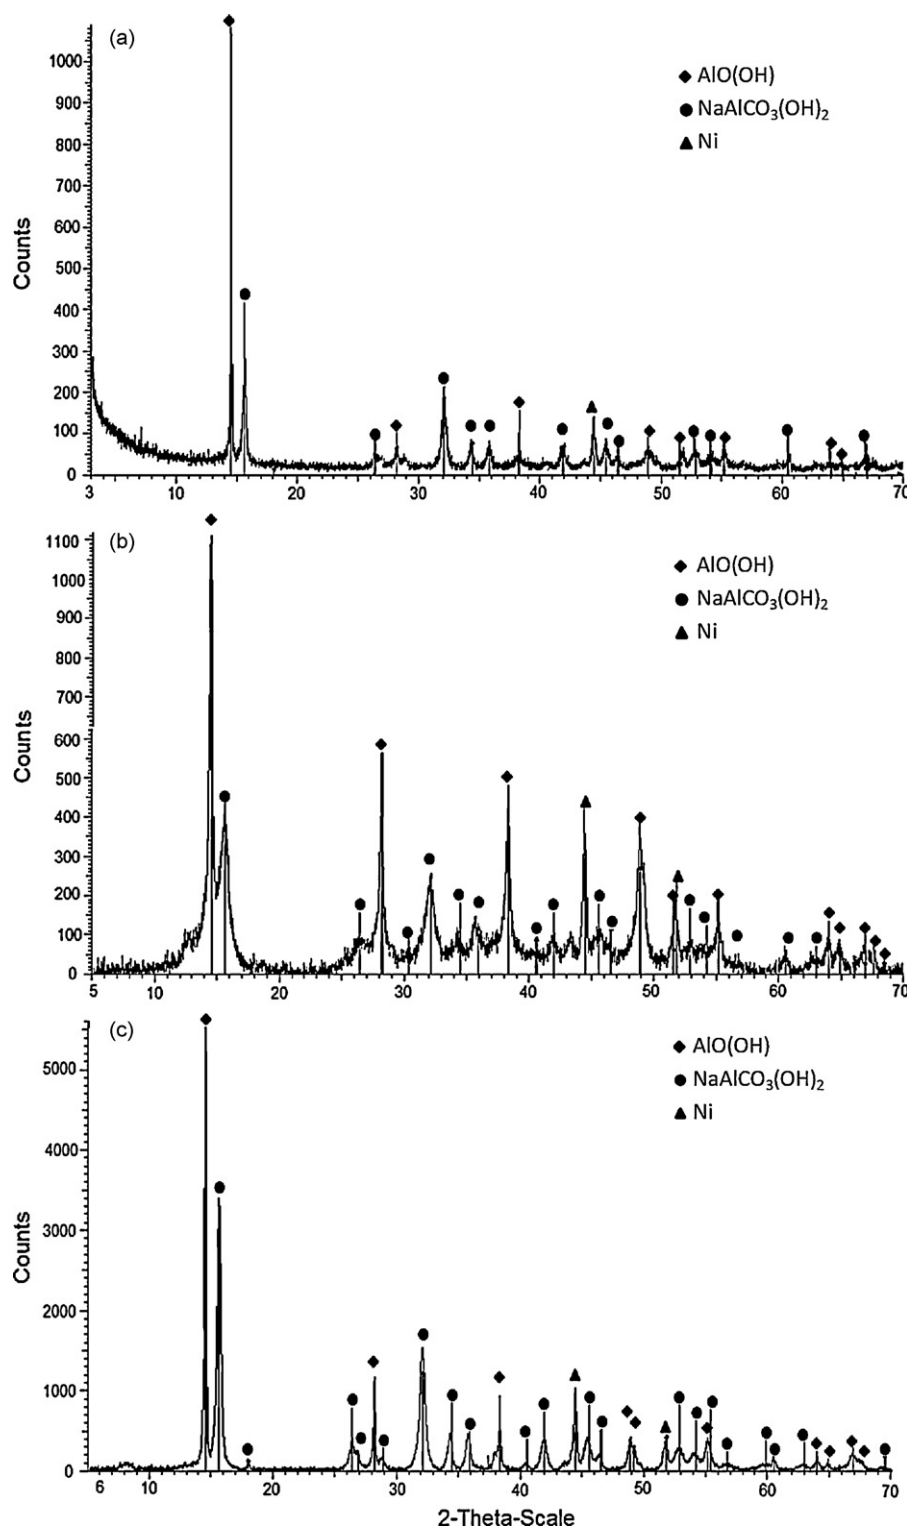 (a)
◆ AlO(OH)
● NaAlCO₃(OH)₂
▲ Ni
Counts
1000
900
800
700
600
500
400
300
200
100
0
3 10 20 30 40 50 60 70
(b)
◆ AlO(OH)
● NaAlCO₃(OH)₂
▲ Ni
Counts
1100
1000
900
800
700
600
500
400
300
200
100
0
5 10 20 30 40 50 60 70
(c)
◆ AlO(OH)
● NaAlCO₃(OH)₂
▲ Ni
Counts
5000
4000
3000
2000
1000
0
6 10 20 30 40 50 60 70
2-Theta-Scale